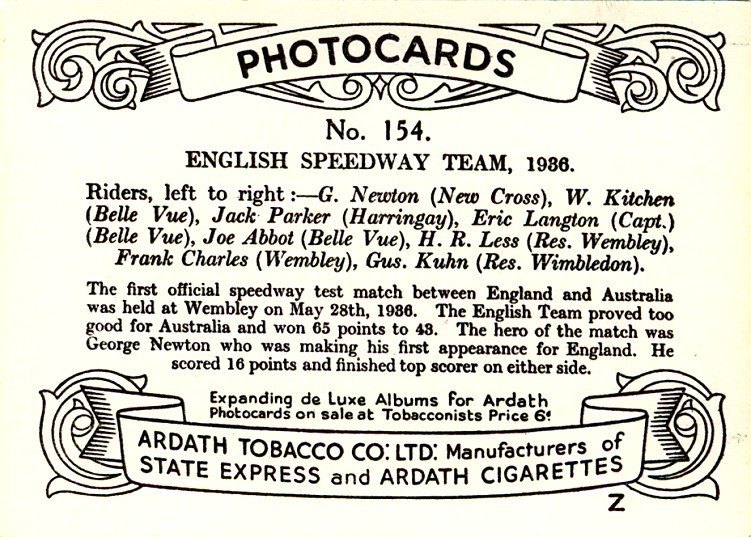 PHOTOCARDS
No. 154.
ENGLISH SPEEDWAY TEAM, 1936.
Riders, left to right :—G. Newton (New Cross), W. Kitchen
(Belle Vue), Jack Parker (Harringay), Eric Langton (Capt.)
(Belle Vue), Joe Abbot (Belle Vue), H. R. Less (Res. Wembley),
Frank Charles (Wembley), Gus. Kuhn (Res. Wimbledon).
The first official speedway test match between England and Australia
was held at Wembley on May 28th, 1936. The English Team proved too
good for Australia and won 65 points to 43. The hero of the match was
George Newton who was making his first appearance for England. He
scored 16 points and finished top scorer on either side.
Expanding de Luxe Albums for Ardath
Photocards on sale at Tobacconists Price 6d.
ARDATH TOBACCO CO: LTD: Manufacturers of
STATE EXPRESS and ARDATH CIGARETTES
Z